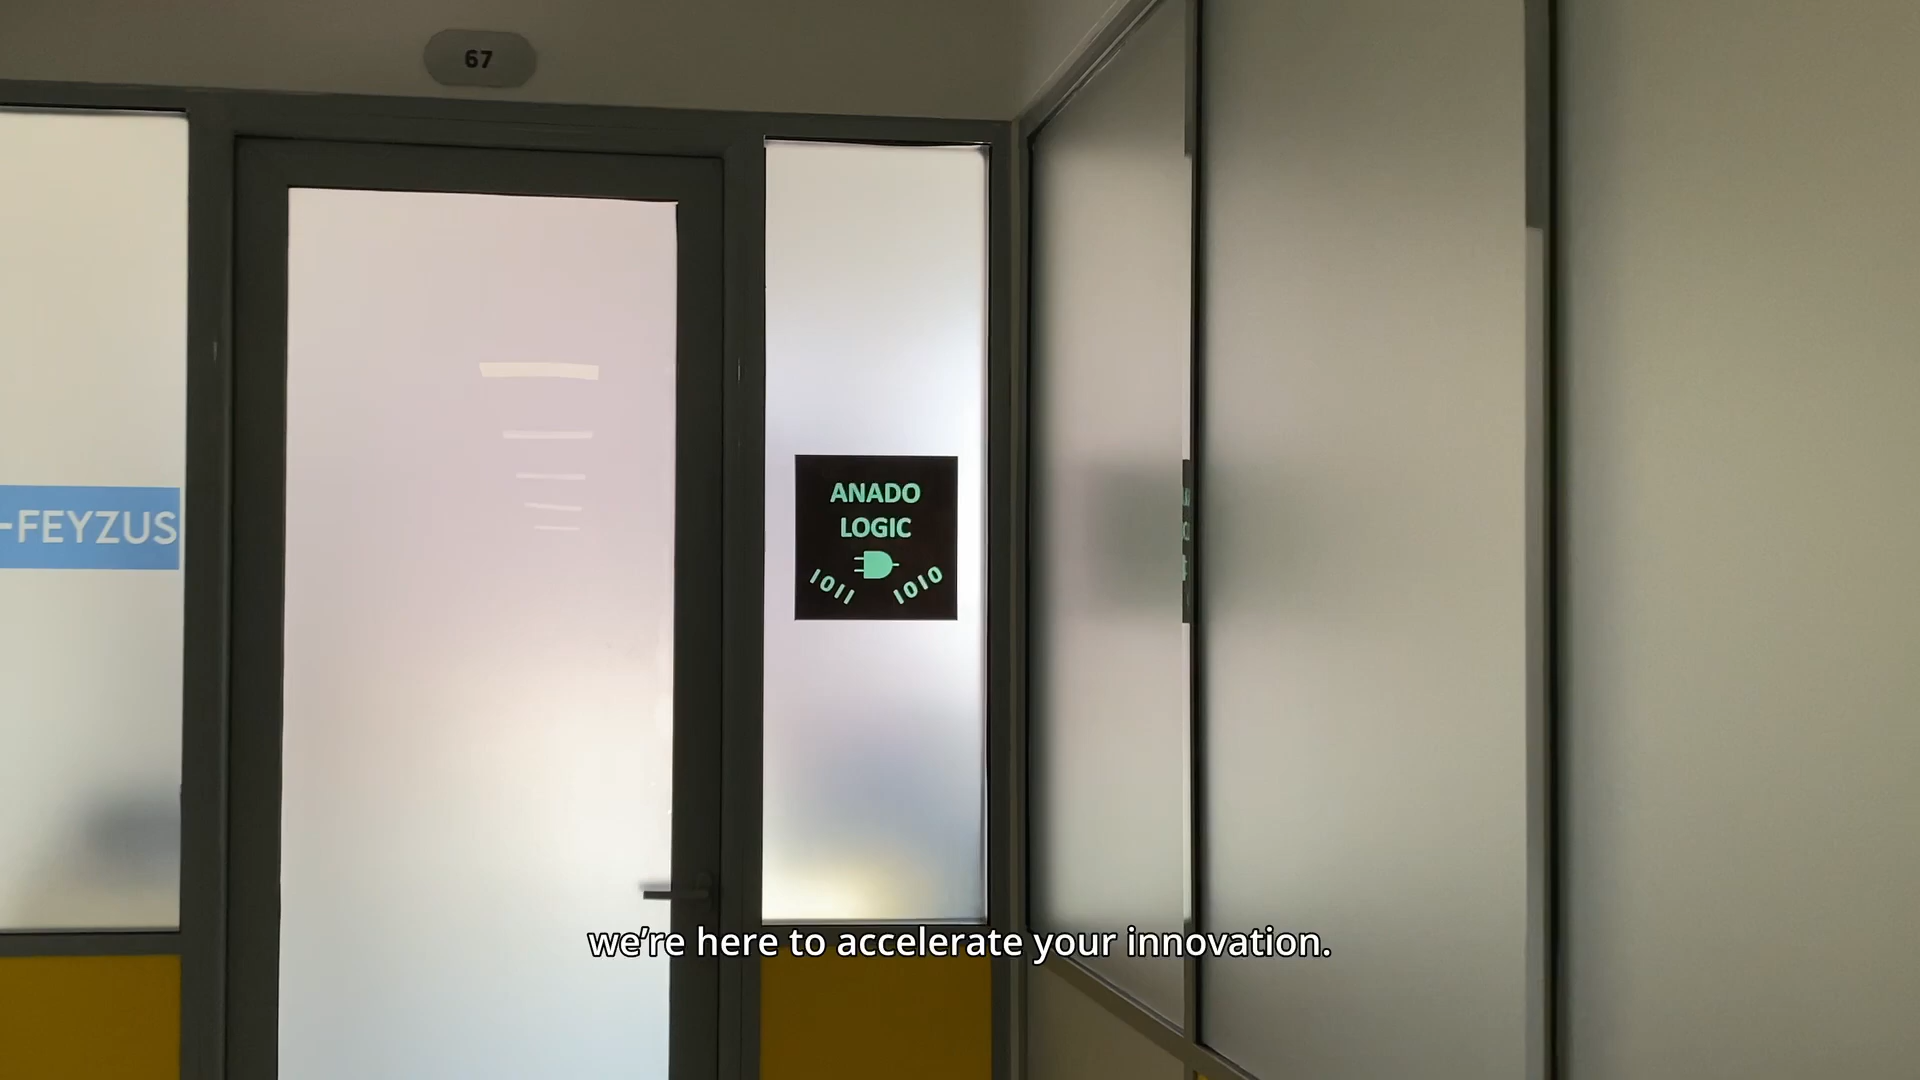 67
-FEYZUS
ANADO
LOGIC
1011 1010
we’re here to accelerate your innovation.